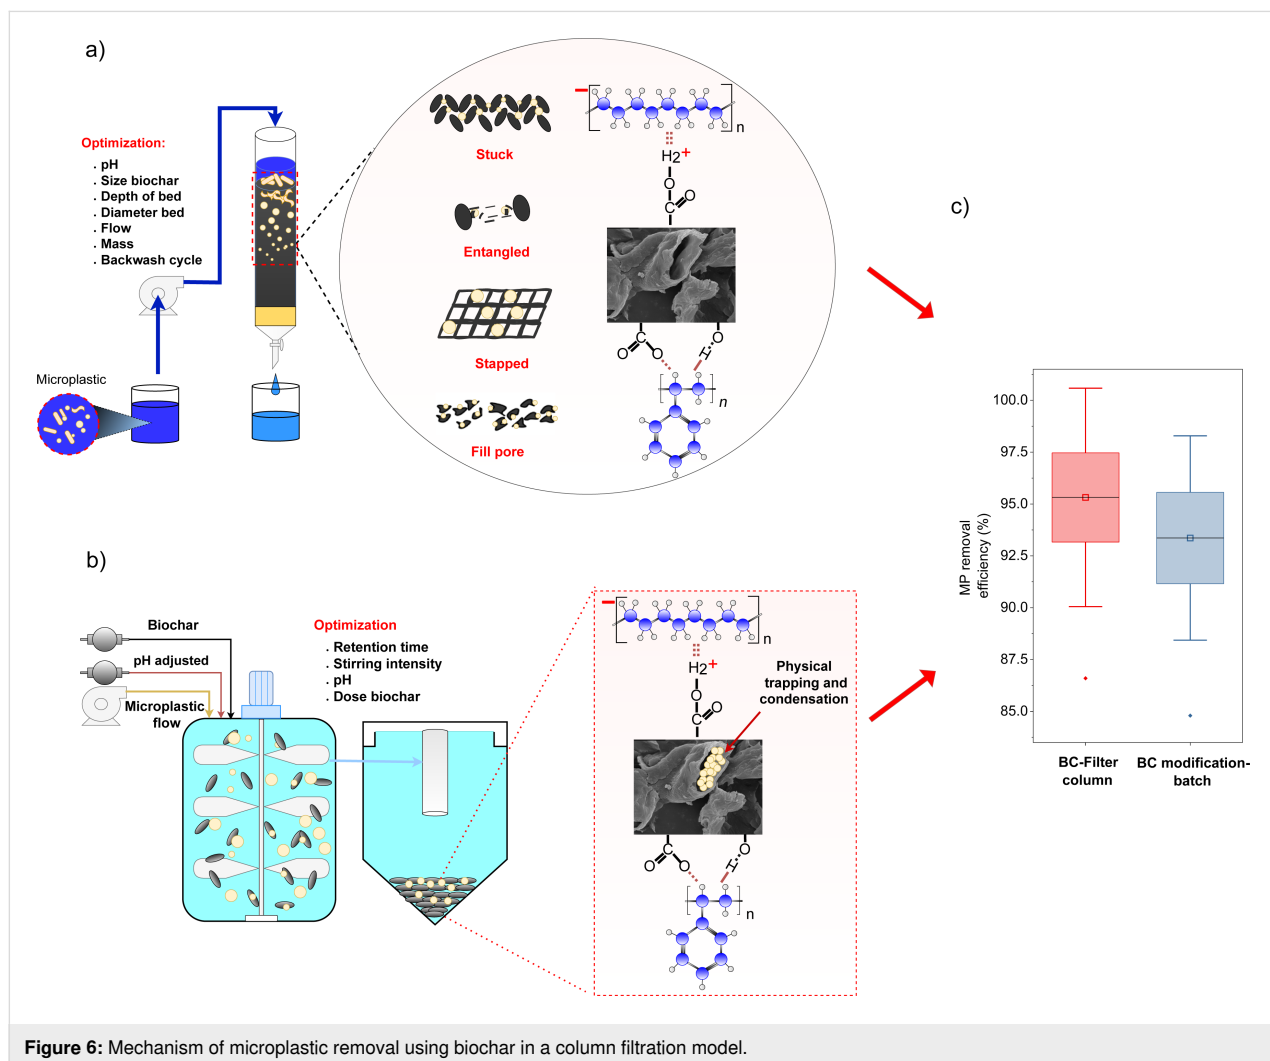 a)
Optimization:
. pH
. Size biochar
. Depth of bed
. Diameter bed
. Flow
. Mass
. Backwash cycle
Microplastic
Stuck
Entangled
Stapped
Fill pore
n
H2+
O
C
O
C
O
O
O
H
n
b)
Biochar
pH adjusted
Microplastic
flow
Optimization
. Retention time
. Stirring intensity
. pH
. Dose biochar
n
H2+
O
C
O
Physical
trapping and
condensation
C
O
O
O
H
n
c)
MP removal
efficiency (%)
100.0
97.5
95.0
92.5
90.0
87.5
85.0
BC-Filter
column
BC modification-
batch
Figure 6: Mechanism of microplastic removal using biochar in a column filtration model.